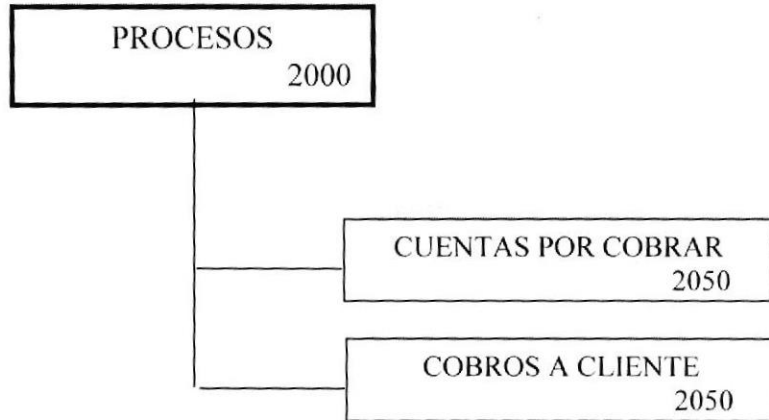 PROCESOS
2000
CUENTAS POR COBRAR
2050
COBROS A CLIENTE
2050